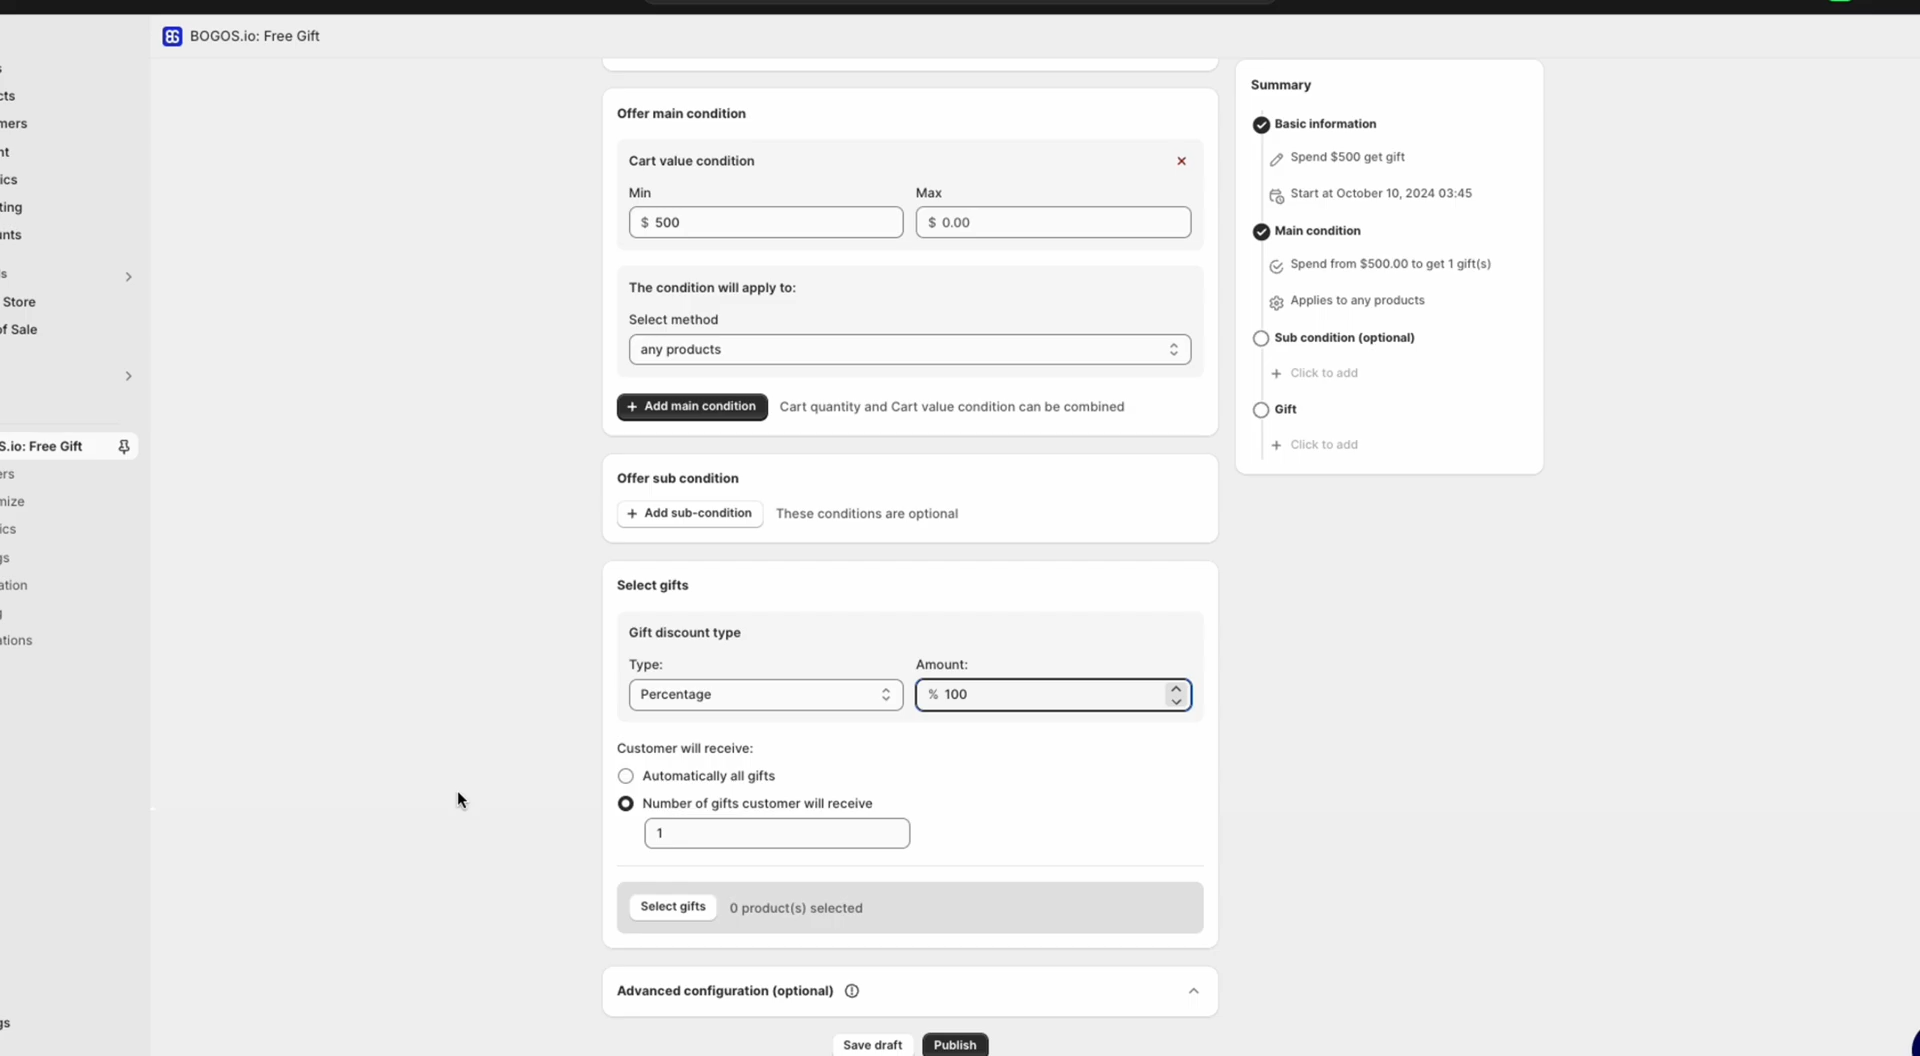 BOGOS.io: Free Gift
s
cts
mers
nt
ics
ting
unts
ls
Store
of Sale
S.io: Free Gift
ers
mize
ics
gs
ation
g
ations
gs
Offer main condition
Cart value condition
Min
Max
$ 500
$ 0.00
The condition will apply to:
Select method
any products
+ Add main condition
Cart quantity and Cart value condition can be combined
Offer sub condition
+ Add sub-condition
These conditions are optional
Select gifts
Gift discount type
Type:
Amount:
Percentage
% 100
Customer will receive:
Automatically all gifts
Number of gifts customer will receive
1
Select gifts
0 product(s) selected
Advanced configuration (optional)
Save draft
Publish
Summary
Basic information
Spend $500 get gift
Start at October 10, 2024 03:45
Main condition
Spend from $500.00 to get 1 gift(s)
Applies to any products
Sub condition (optional)
+ Click to add
Gift
+ Click to add